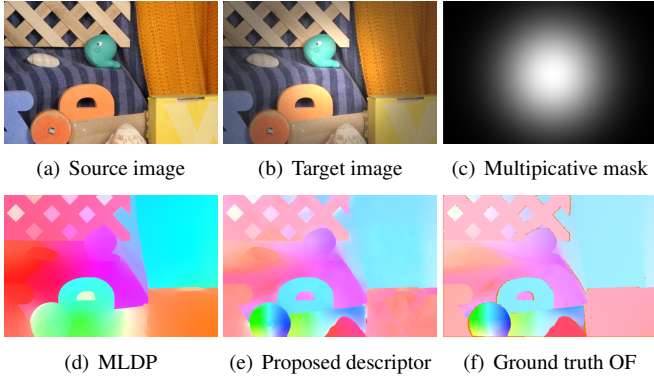 (a) Source image
(b) Target image
(c) Multipicative mask
(d) MLDP
(e) Proposed descriptor
(f) Ground truth OF